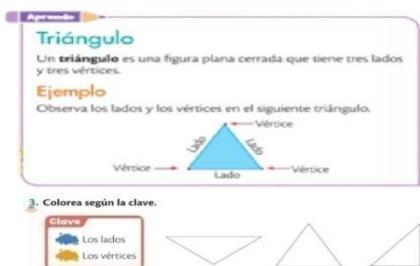 Aprendo
Triángulo
Un triángulo es una figura plana cerrada que tiene tres lados
y tres vértices.
Ejemplo
Observa los lados y los vértices en el siguiente triángulo.
Vértice
Lado
Lado
Vértice
Vértice
Lado
3. Colorea según la clave.
Clave
Los lados
Los vértices